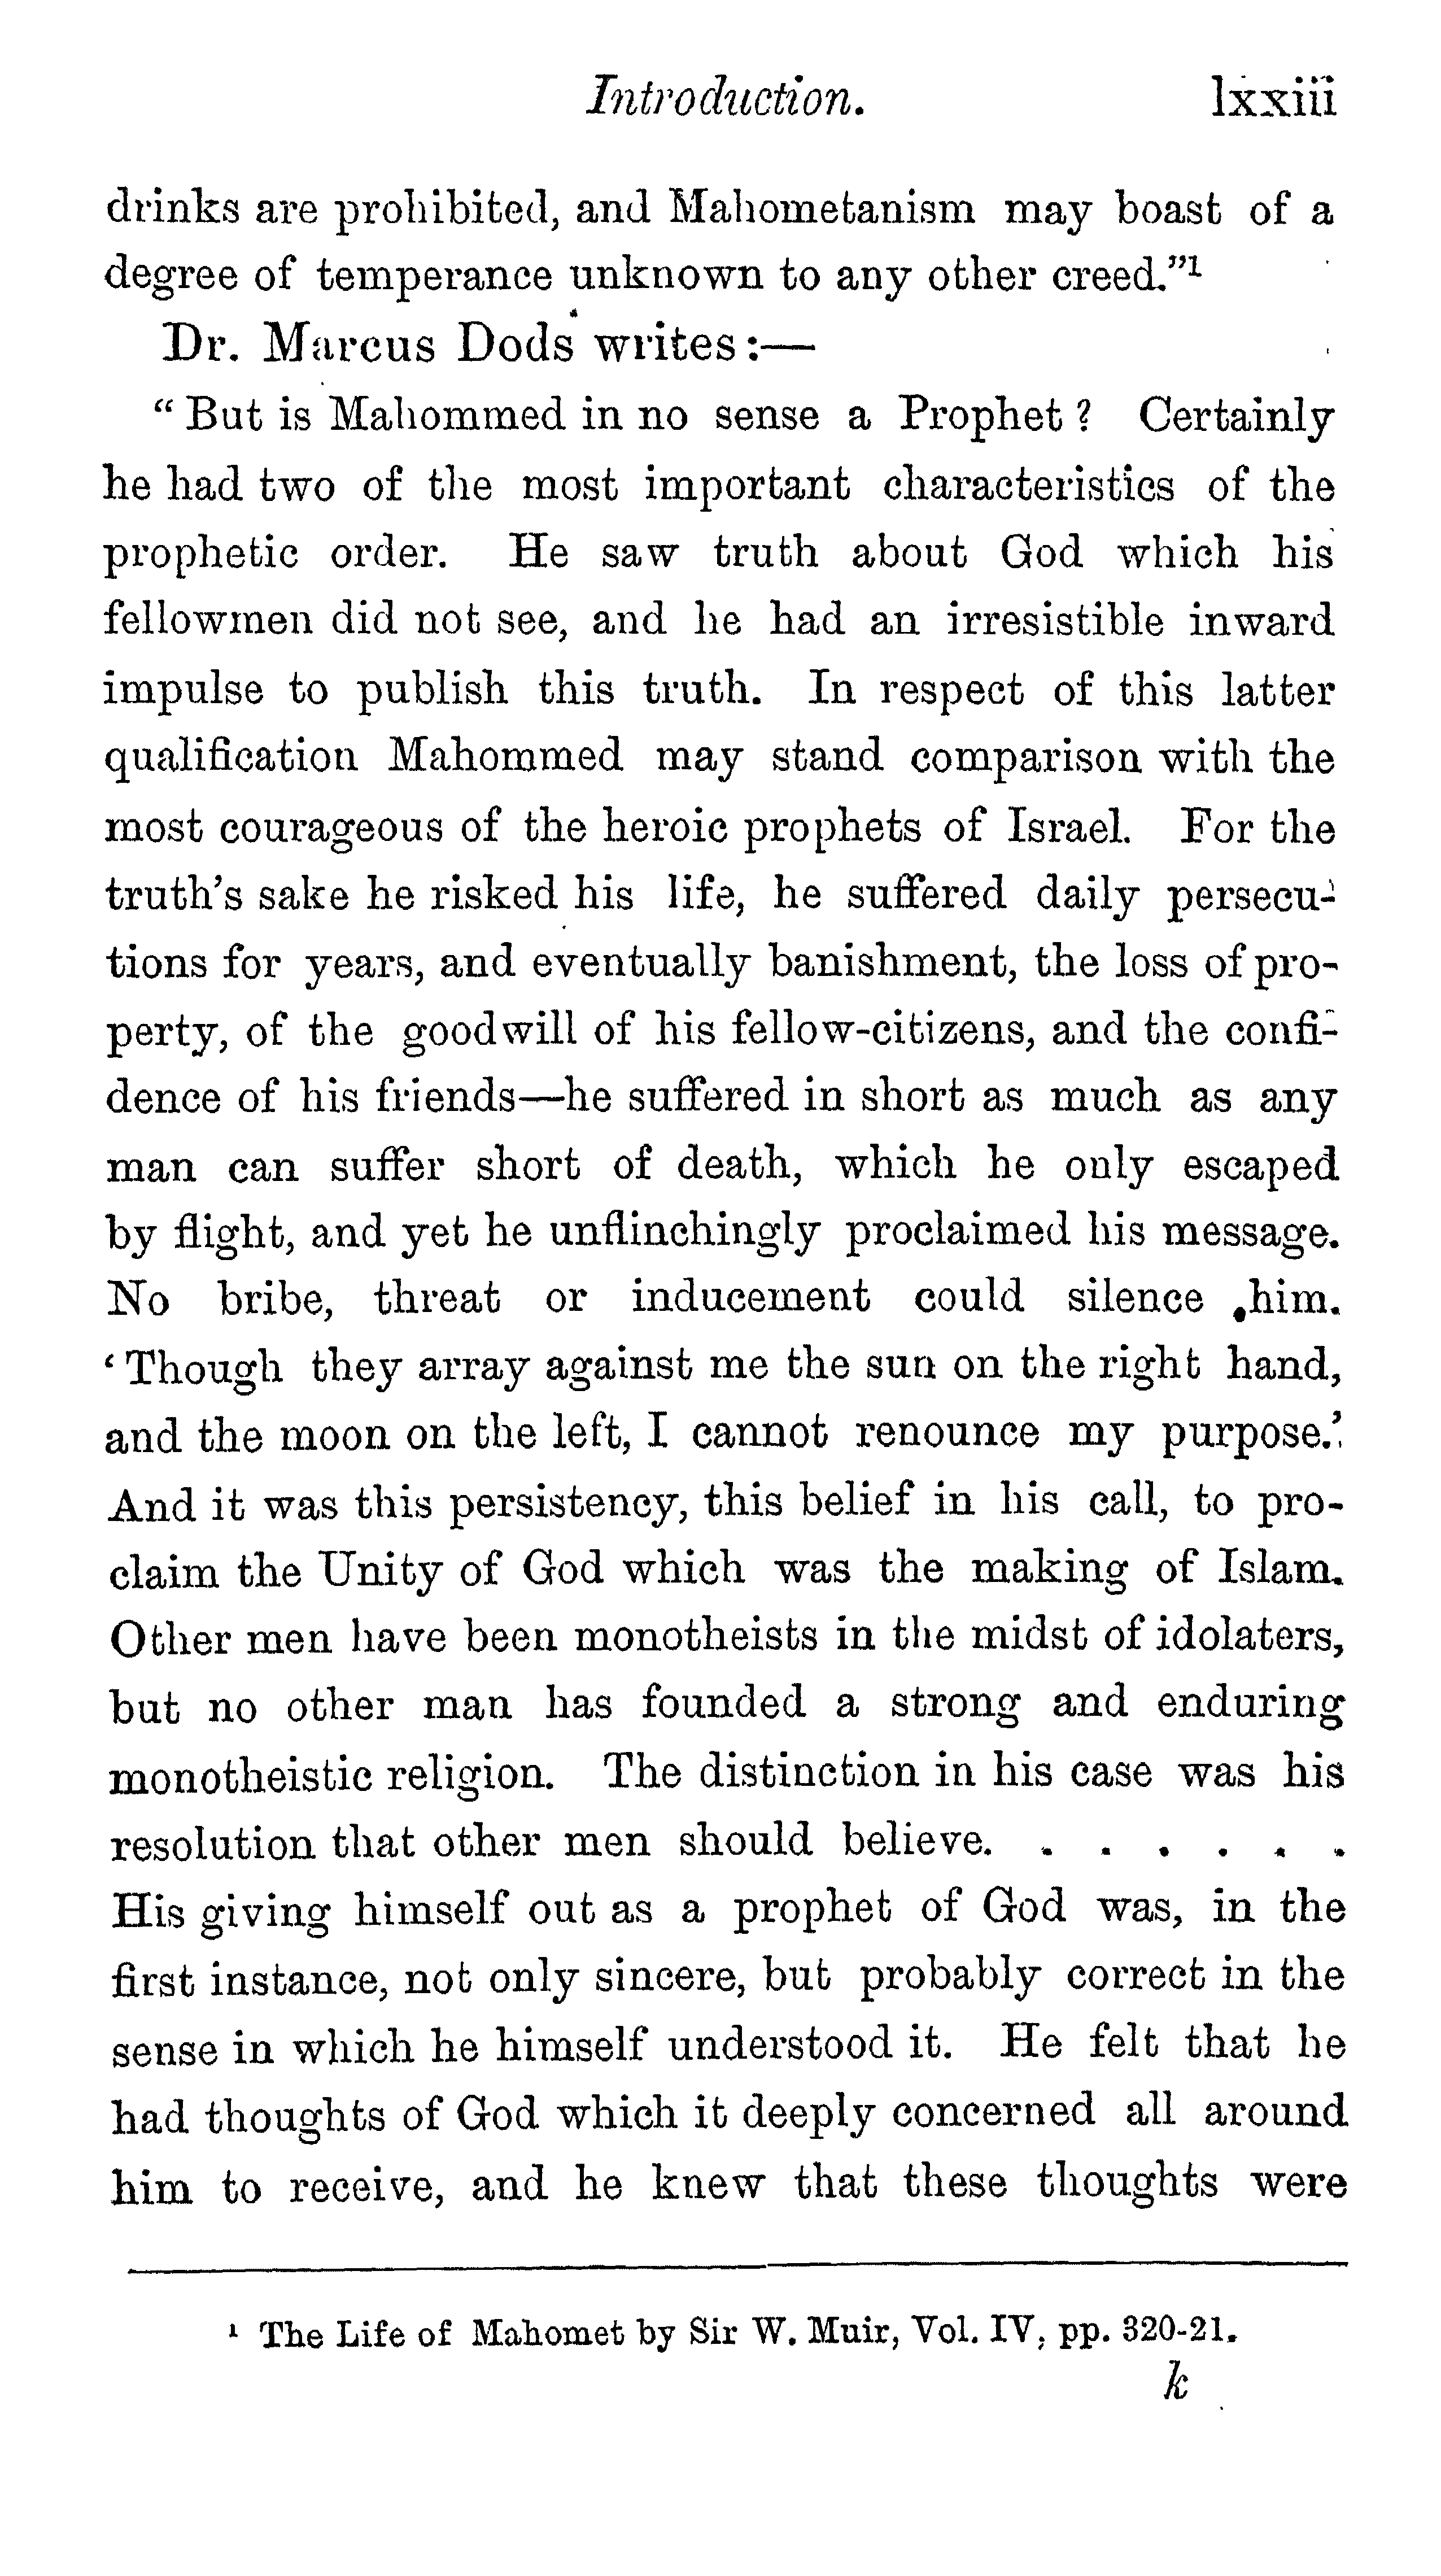 Introduction. lxxiii
drinks are prohibited, and Mahometanism may boast of a
degree of temperance unknown to any other creed."¹
Dr. Marcus Dods writes:—
"But is Mahommed in no sense a Prophet? Certainly
he had two of the most important characteristics of the
prophetic order. He saw truth about God which his
fellowmen did not see, and he had an irresistible inward
impulse to publish this truth. In respect of this latter
qualification Mahommed may stand comparison with the
most courageous of the heroic prophets of Israel. For the
truth's sake he risked his life, he suffered daily persecu-
tions for years, and eventually banishment, the loss of pro-
perty, of the goodwill of his fellow-citizens, and the confi-
dence of his friends—he suffered in short as much as any
man can suffer short of death, which he only escaped
by flight, and yet he unflinchingly proclaimed his message.
No bribe, threat or inducement could silence him.
'Though they array against me the sun on the right hand,
and the moon on the left, I cannot renounce my purpose.'
And it was this persistency, this belief in his call, to pro-
claim the Unity of God which was the making of Islam.
Other men have been monotheists in the midst of idolaters,
but no other man has founded a strong and enduring
monotheistic religion. The distinction in his case was his
resolution that other men should believe. . . . . . .
His giving himself out as a prophet of God was, in the
first instance, not only sincere, but probably correct in the
sense in which he himself understood it. He felt that he
had thoughts of God which it deeply concerned all around
him to receive, and he knew that these thoughts were
¹ The Life of Mahomet by Sir W. Muir, Vol. IV, pp. 320-21.
k